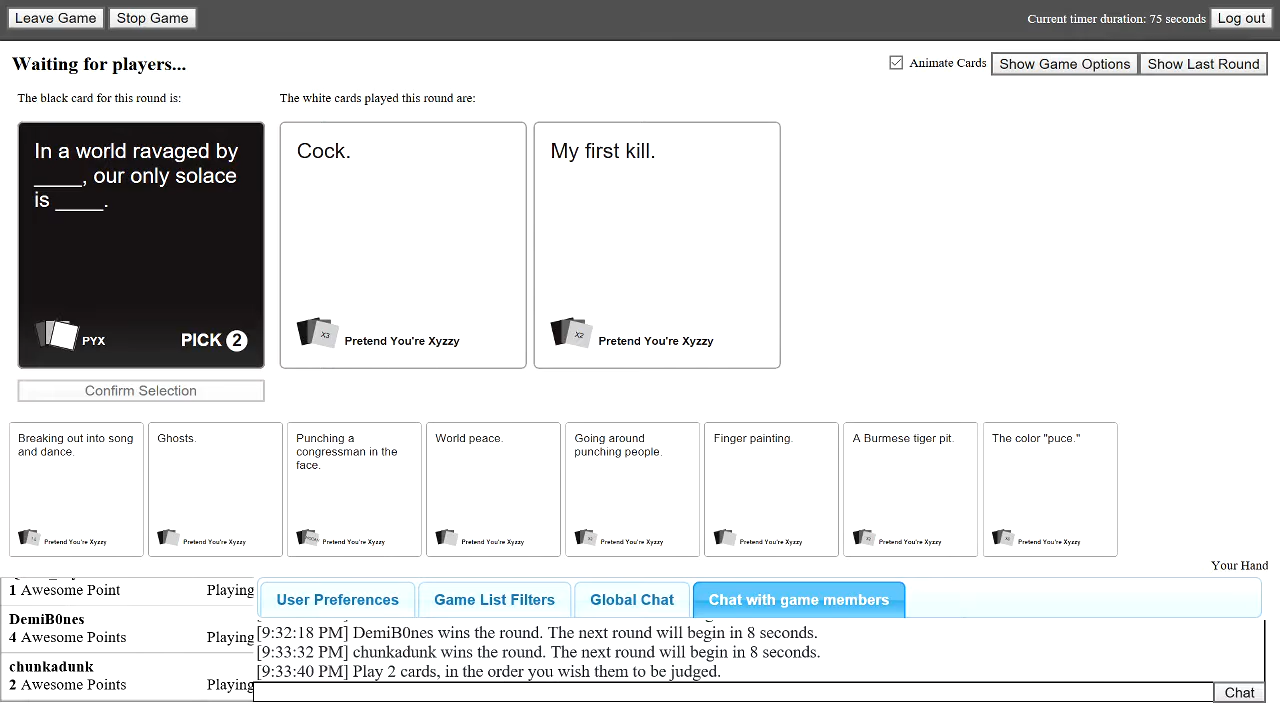 Leave Game
Stop Game
Current timer duration: 75 seconds
Log out
Waiting for players...
Animate Cards
Show Game Options
Show Last Round
The black card for this round is:
The white cards played this round are:
In a world ravaged by
____, our only solace
is ____.
PYX
PICK 2
Cock.
X3
Pretend You're Xyzzy
My first kill.
X2
Pretend You're Xyzzy
Confirm Selection
Breaking out into song
and dance.
Pretend You're Xyzzy
Ghosts.
Pretend You're Xyzzy
Punching a
congressman in the
face.
Pretend You're Xyzzy
World peace.
Pretend You're Xyzzy
Going around
punching people.
Pretend You're Xyzzy
Finger painting.
Pretend You're Xyzzy
A Burmese tiger pit.
Pretend You're Xyzzy
The color "puce."
Pretend You're Xyzzy
Your Hand
1 Awesome Point
Playing
DemiB0nes
4 Awesome Points
Playing
chunkadunk
2 Awesome Points
Playing
User Preferences
Game List Filters
Global Chat
Chat with game members
[9:32:18 PM] DemiB0nes wins the round. The next round will begin in 8 seconds.
[9:33:32 PM] chunkadunk wins the round. The next round will begin in 8 seconds.
[9:33:40 PM] Play 2 cards, in the order you wish them to be judged.
Chat